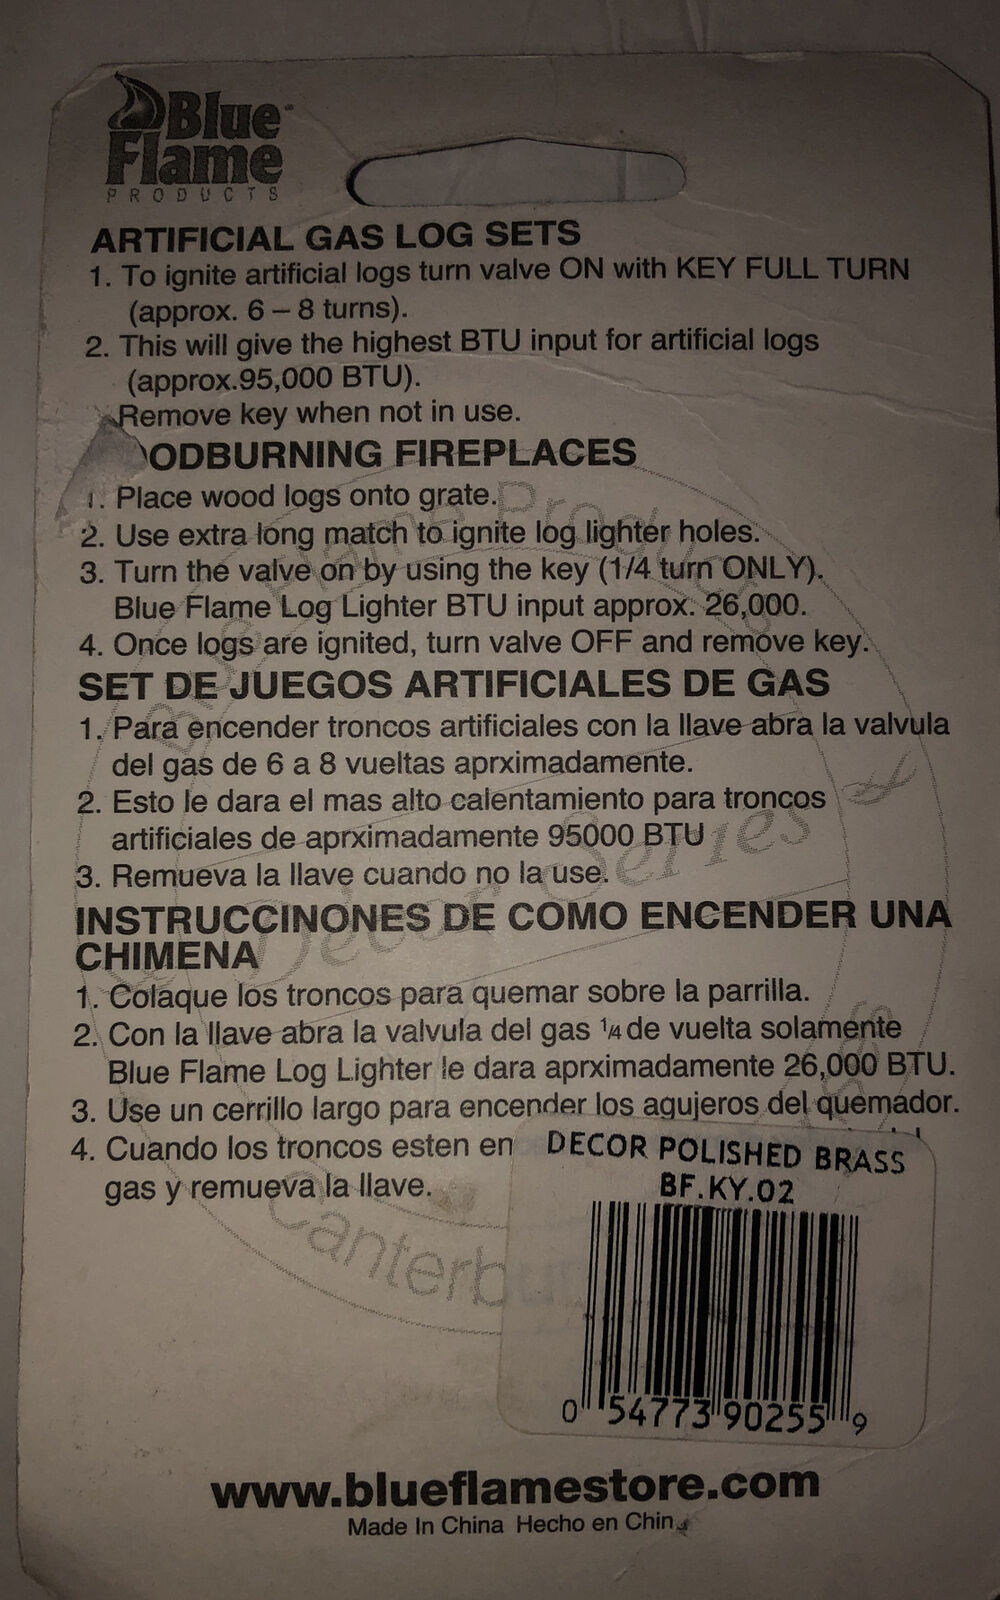 Blue
Flame
PRODUCTS
ARTIFICIAL GAS LOG SETS
1. To ignite artificial logs turn valve ON with KEY FULL TURN
(approx. 6 – 8 turns).
2. This will give the highest BTU input for artificial logs
(approx.95,000 BTU).
Remove key when not in use.
ODBURNING FIREPLACES
1. Place wood logs onto grate.
2. Use extra long match to ignite log lighter holes.
3. Turn the valve on by using the key (1/4 turn ONLY).
Blue Flame Log Lighter BTU input approx. 26,000.
4. Once logs are ignited, turn valve OFF and remove key.
SET DE JUEGOS ARTIFICIALES DE GAS
1. Para encender troncos artificiales con la llave abra la valvula
del gas de 6 a 8 vueltas aprximadamente.
2. Esto le dara el mas alto calentamiento para troncos
artificiales de aprximadamente 95000 BTU
3. Remueva la llave cuando no la use.
INSTRUCCINONES DE COMO ENCENDER UNA
CHIMENA
1. Colaque los troncos para quemar sobre la parrilla.
2. Con la llave abra la valvula del gas ¼ de vuelta solamente
Blue Flame Log Lighter le dara aprximadamente 26,000 BTU.
3. Use un cerrillo largo para encender los agujeros del quemador.
4. Cuando los troncos esten en
gas y remueva la llave.
DECOR POLISHED BRASS
BF.KY.02
0 54773 90255 9
Decor Series
Canterb
www.blueflamestore.com
Made In China Hecho en Chin